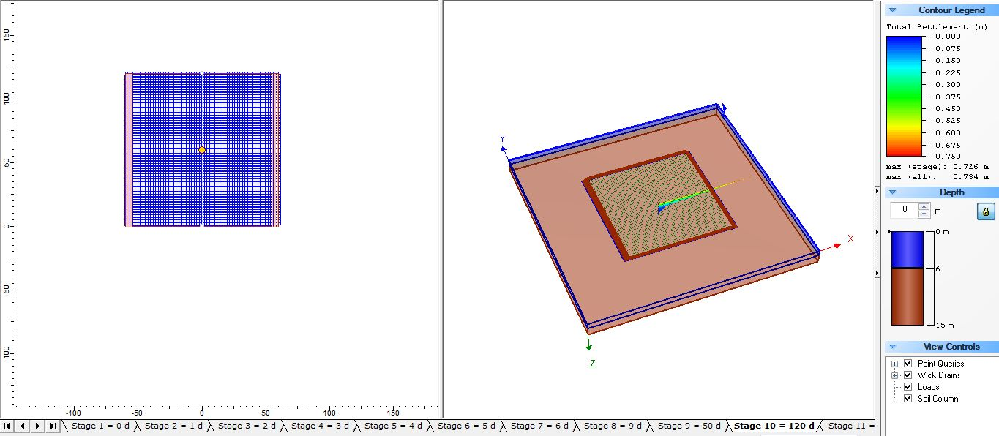 150
100
50
0
-50
-100
-100
-50
0
50
100
150
Y
X
Z
Contour Legend
Total Settlement (m)
0.000
0.075
0.150
0.225
0.300
0.375
0.450
0.525
0.600
0.675
0.750
max (stage): 0.726 m
max (all): 0.734 m
Depth
0 m
0 m
6
15 m
View Controls
Point Queries
Wick Drains
Loads
Soil Column
Stage 1 = 0 d
Stage 2 = 1 d
Stage 3 = 2 d
Stage 4 = 3 d
Stage 5 = 4 d
Stage 6 = 5 d
Stage 7 = 6 d
Stage 8 = 9 d
Stage 9 = 50 d
Stage 10 = 120 d
Stage 11 =